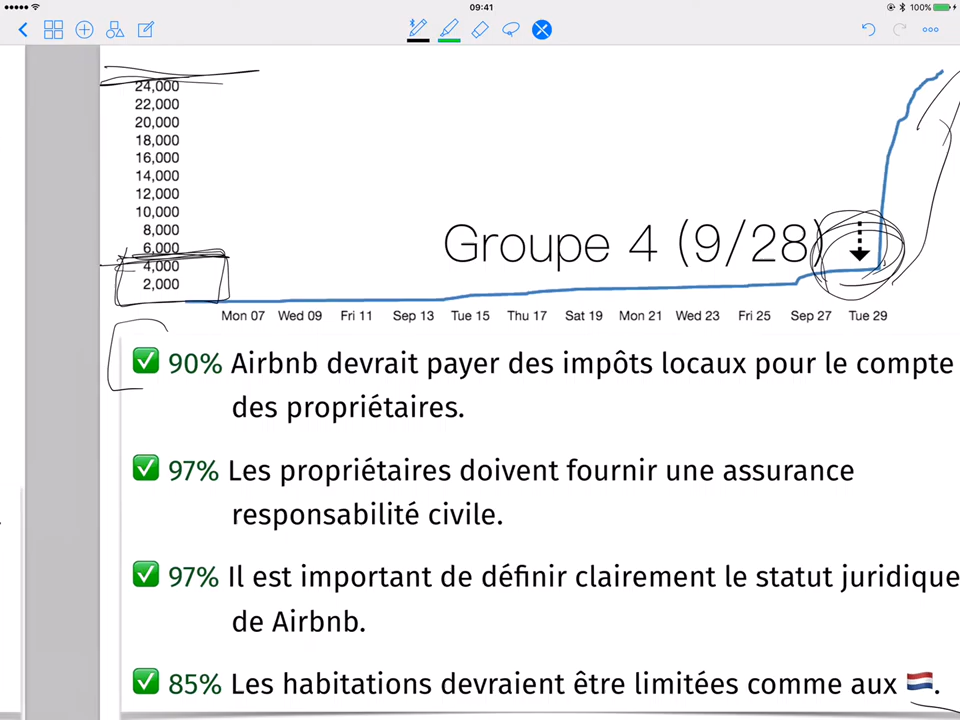 09:41
100%
24,000
22,000
20,000
18,000
16,000
14,000
12,000
10,000
8,000
6,000
4,000
2,000
Groupe 4 (9/28)
Mon 07 Wed 09 Fri 11 Sep 13 Tue 15 Thu 17 Sat 19 Mon 21 Wed 23 Fri 25 Sep 27 Tue 29
90% Airbnb devrait payer des impôts locaux pour le compte
des propriétaires.
97% Les propriétaires doivent fournir une assurance
responsabilité civile.
97% Il est important de définir clairement le statut juridique
de Airbnb.
85% Les habitations devraient être limitées comme aux 🇳🇱.